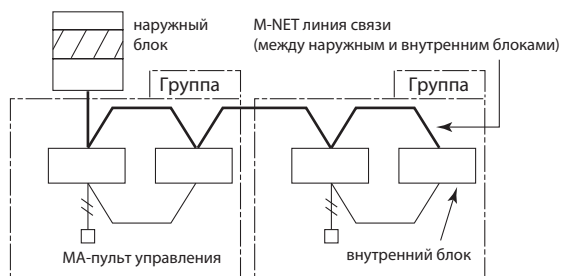 наружный
блок
M-NET линия связи
(между наружным и внутренним блоками)
Группа
Группа
МА-пульт управления
внутренний блок